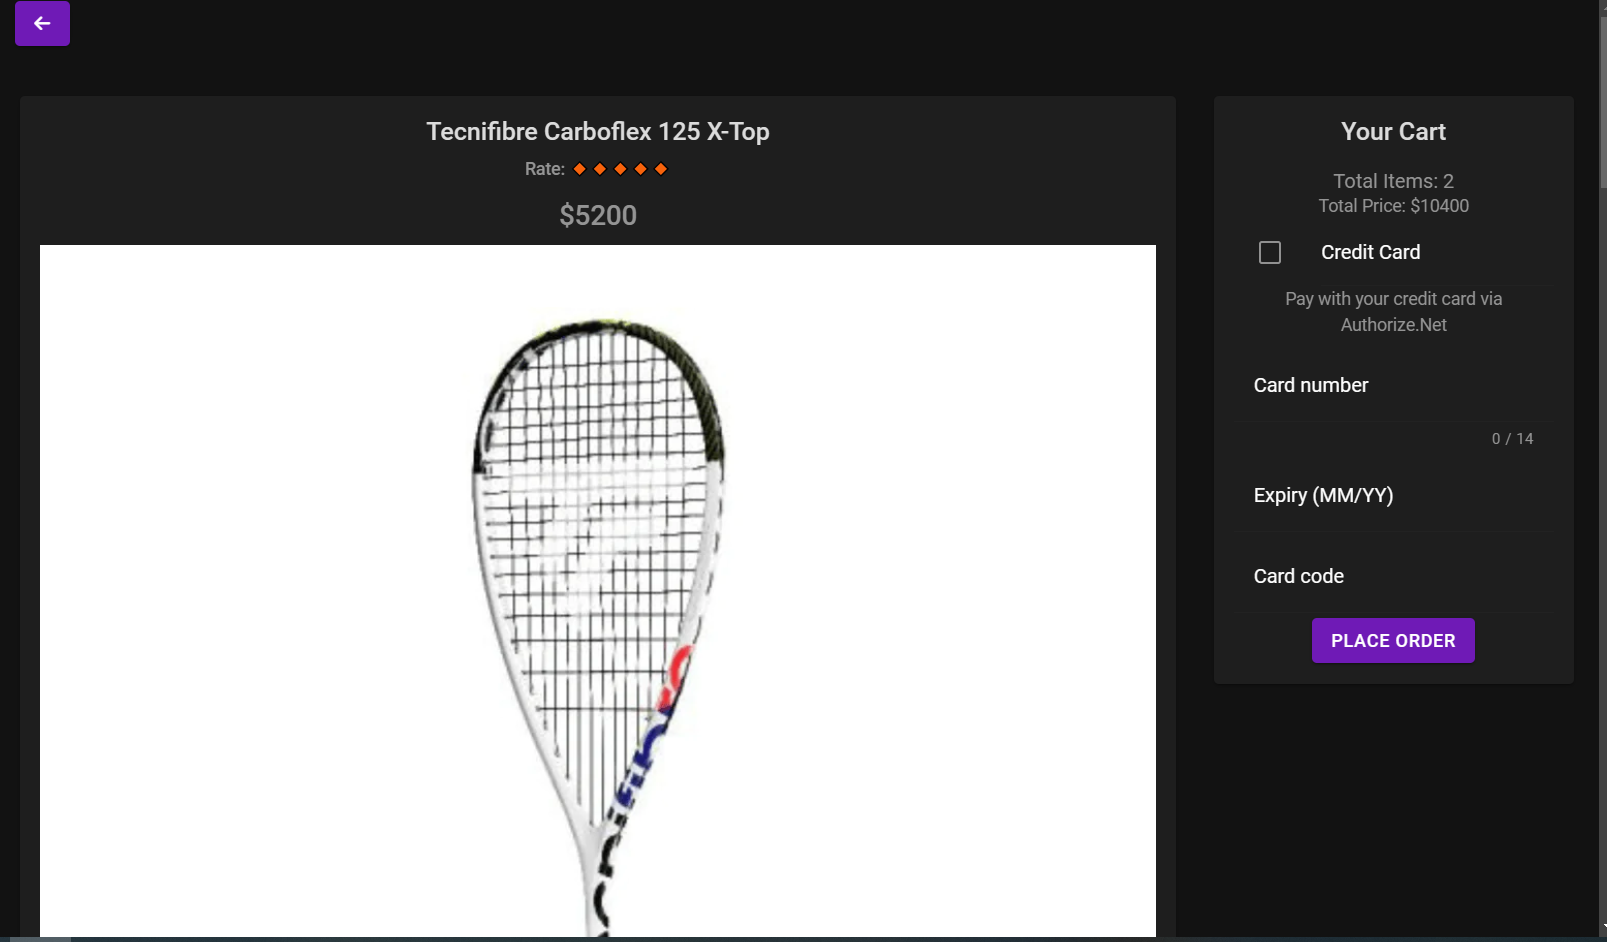 Tecnifibre Carboflex 125 X-Top
Rate:
$5200
Your Cart
Total Items: 2
Total Price: $10400
Credit Card
Pay with your credit card via
Authorize.Net
Card number
0 / 14
Expiry (MM/YY)
Card code
PLACE ORDER